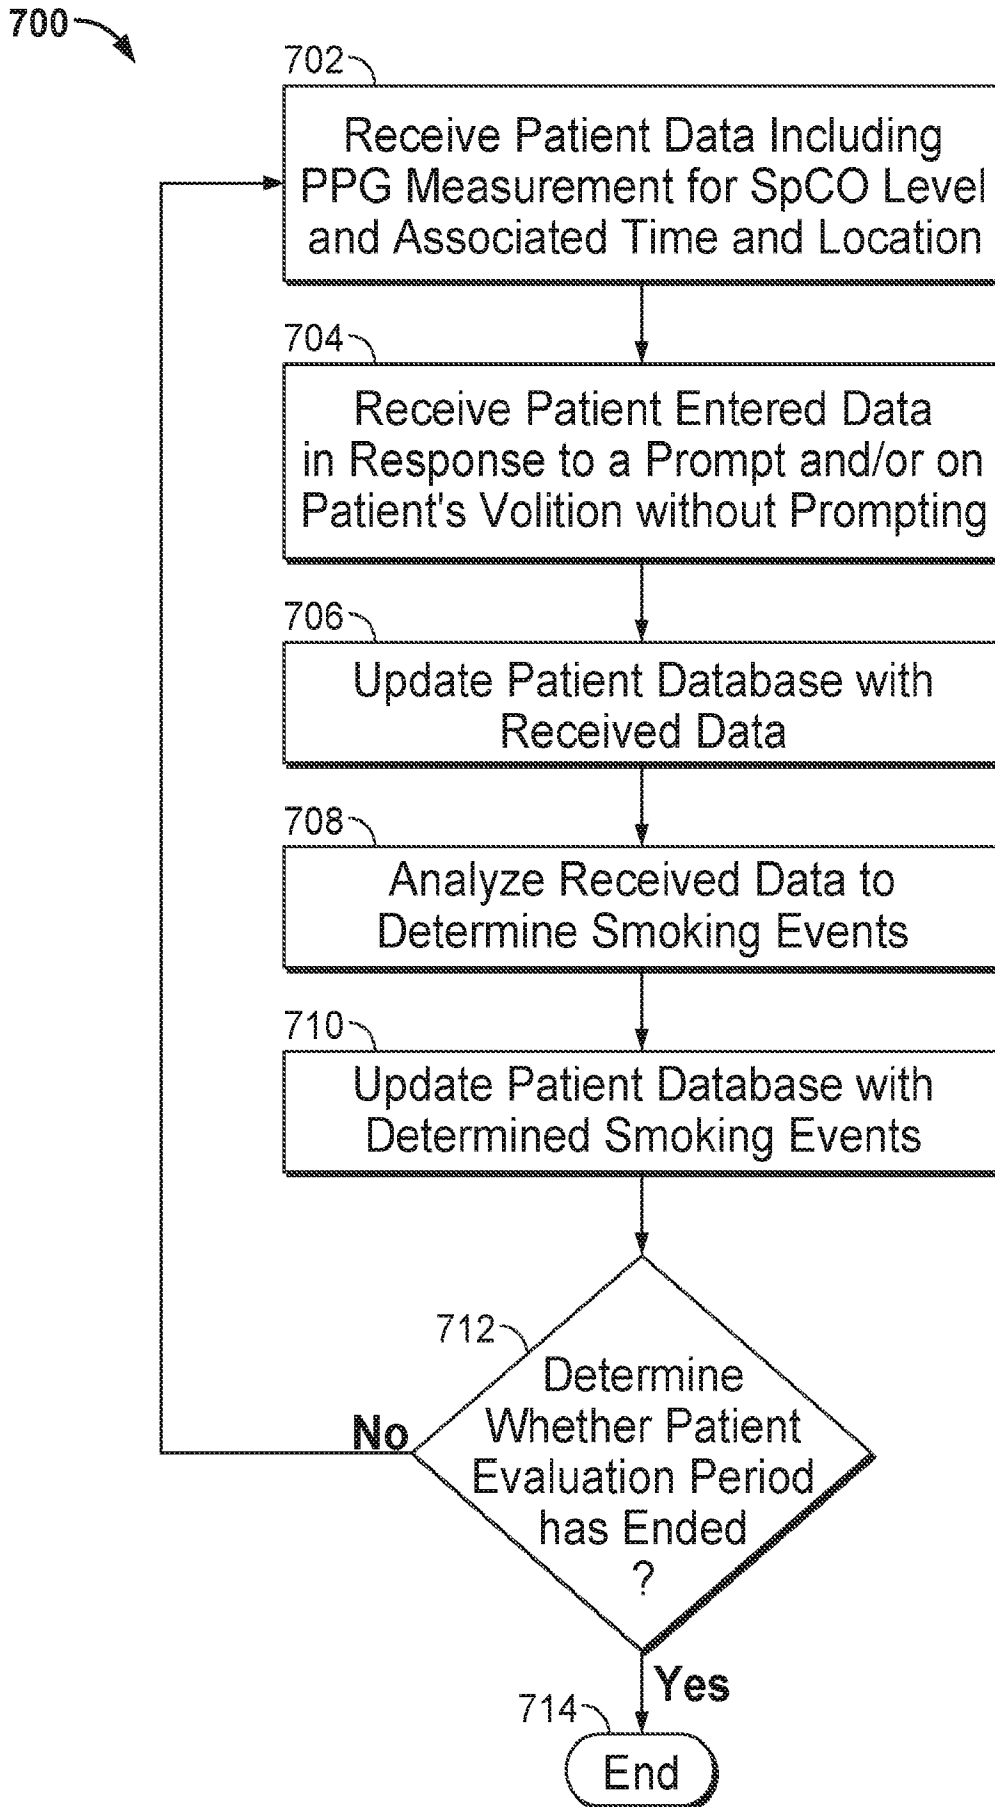 700
702
Receive Patient Data Including
PPG Measurement for SpCO Level
and Associated Time and Location
704
Receive Patient Entered Data
in Response to a Prompt and/or on
Patient's Volition without Prompting
706
Update Patient Database with
Received Data
708
Analyze Received Data to
Determine Smoking Events
710
Update Patient Database with
Determined Smoking Events
712
Determine
Whether Patient
Evaluation Period
has Ended
?
No
Yes
714
End